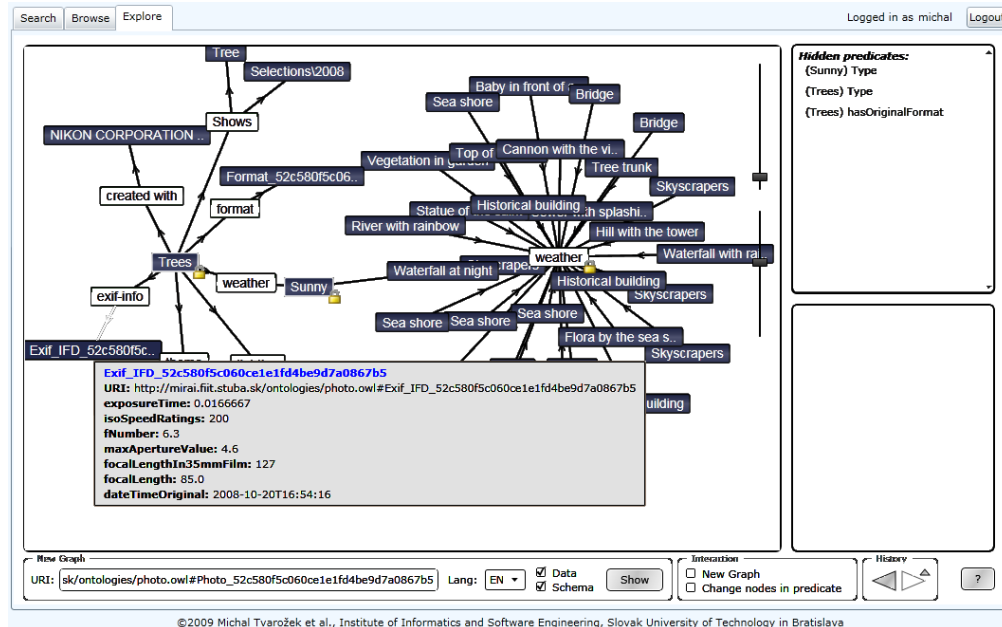 Search Browse Explore
Logged in as michal Logout
Tree
Selections\2008
Shows
NIKON CORPORATION ..
created with
Format_52c580f5c06..
format
Trees
weather
Sunny
exif-info
Exif_IFD_52c580f5c..
Baby in front of
Sea shore
Bridge
Bridge
Vegetation in garden
Top of
Cannon with the vi..
Tree trunk
Skyscrapers
Statue of
Historical building
with splashi..
River with rainbow
Hill with the tower
weather
Waterfall with ra...
Waterfall at night
Historical building
Skyscrapers
Sea shore
Sea shore
Sea shore
Flora by the sea s..
Skyscrapers
Exif_IFD_52c580f5c060ce1e1fd4be9d7a0867b5
URI: http://mirai.fiit.stuba.sk/ontologies/photo.owl#Exif_IFD_52c580f5c060ce1e1fd4be9d7a0867b5
exposureTime: 0.0166667
isoSpeedRatings: 200
fNumber: 6.3
maxApertureValue: 4.6
focalLengthIn35mmFilm: 127
focalLength: 85.0
dateTimeOriginal: 2008-10-20T16:54:16
Hidden predicates:
{Sunny} Type
{Trees} Type
{Trees} hasOriginalFormat
New Graph
URI: sk/ontologies/photo.owl#Photo_52c580f5c060ce1e1fd4be9d7a0867b5 Lang: EN Data
Schema
Show
Interaction
New Graph
Change nodes in predicate
History
?
©2009 Michal Tvarožek et al., Institute of Informatics and Software Engineering, Slovak University of Technology in Bratislava